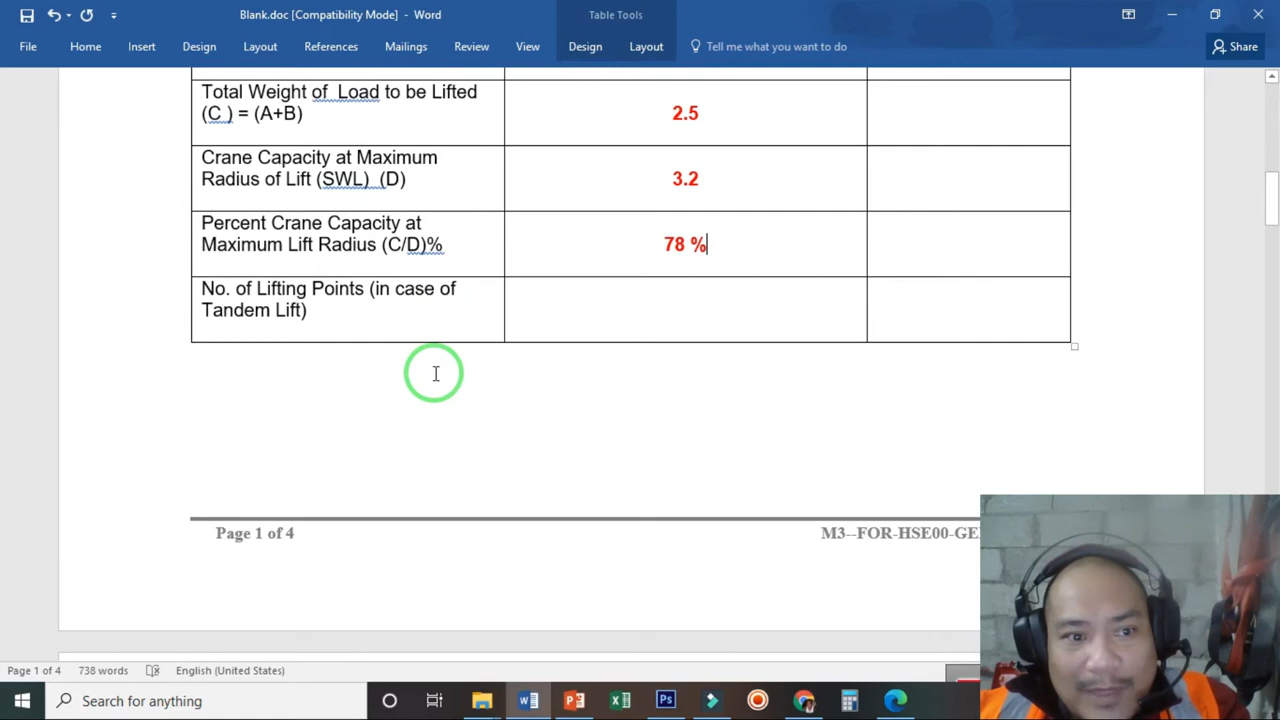 Blank.doc [Compatibility Mode] - Word
Table Tools
File
Home
Insert
Design
Layout
References
Mailings
Review
View
Design
Layout
Tell me what you want to do
Share
Total Weight of Load to be Lifted
(C ) = (A+B)
2.5
Crane Capacity at Maximum
Radius of Lift (SWL) (D)
3.2
Percent Crane Capacity at
Maximum Lift Radius (C/D)%
78 %
No. of Lifting Points (in case of
Tandem Lift)
Page 1 of 4
M3--FOR-HSE00-GE
Page 1 of 4
738 words
English (United States)
Search for anything